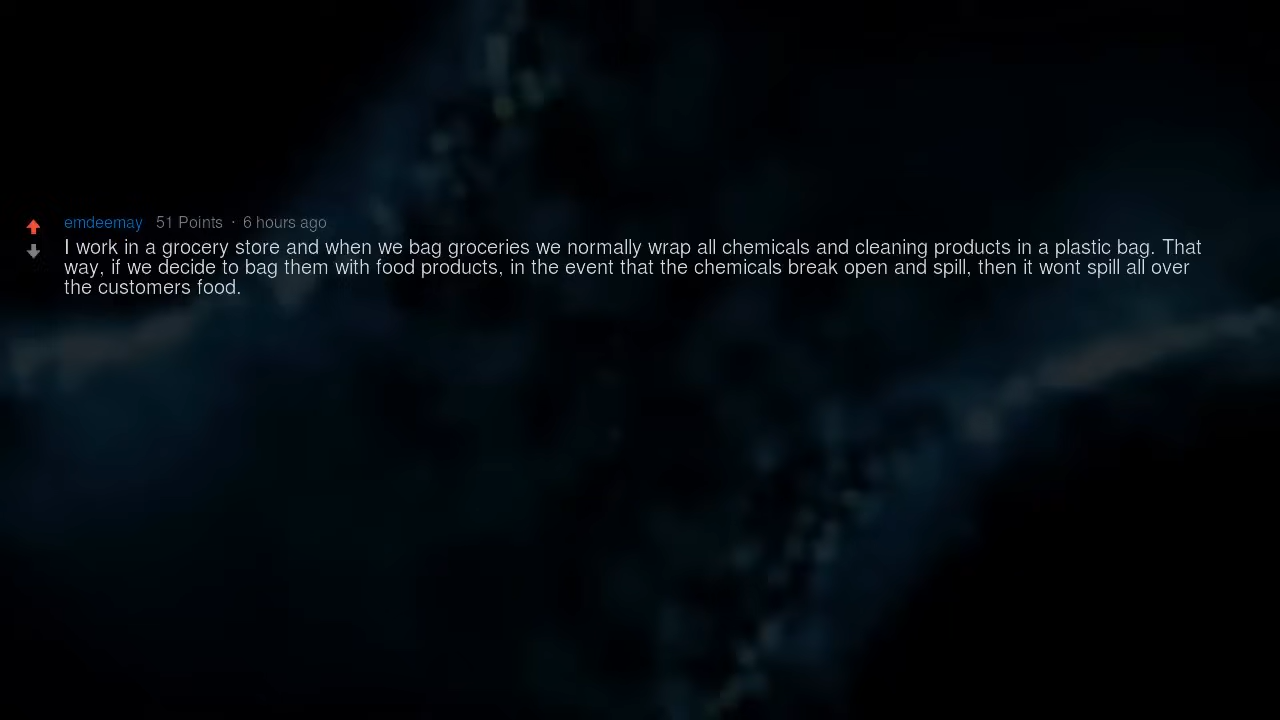 emdeemay 51 Points · 6 hours ago
I work in a grocery store and when we bag groceries we normally wrap all chemicals and cleaning products in a plastic bag. That
way, if we decide to bag them with food products, in the event that the chemicals break open and spill, then it wont spill all over
the customers food.